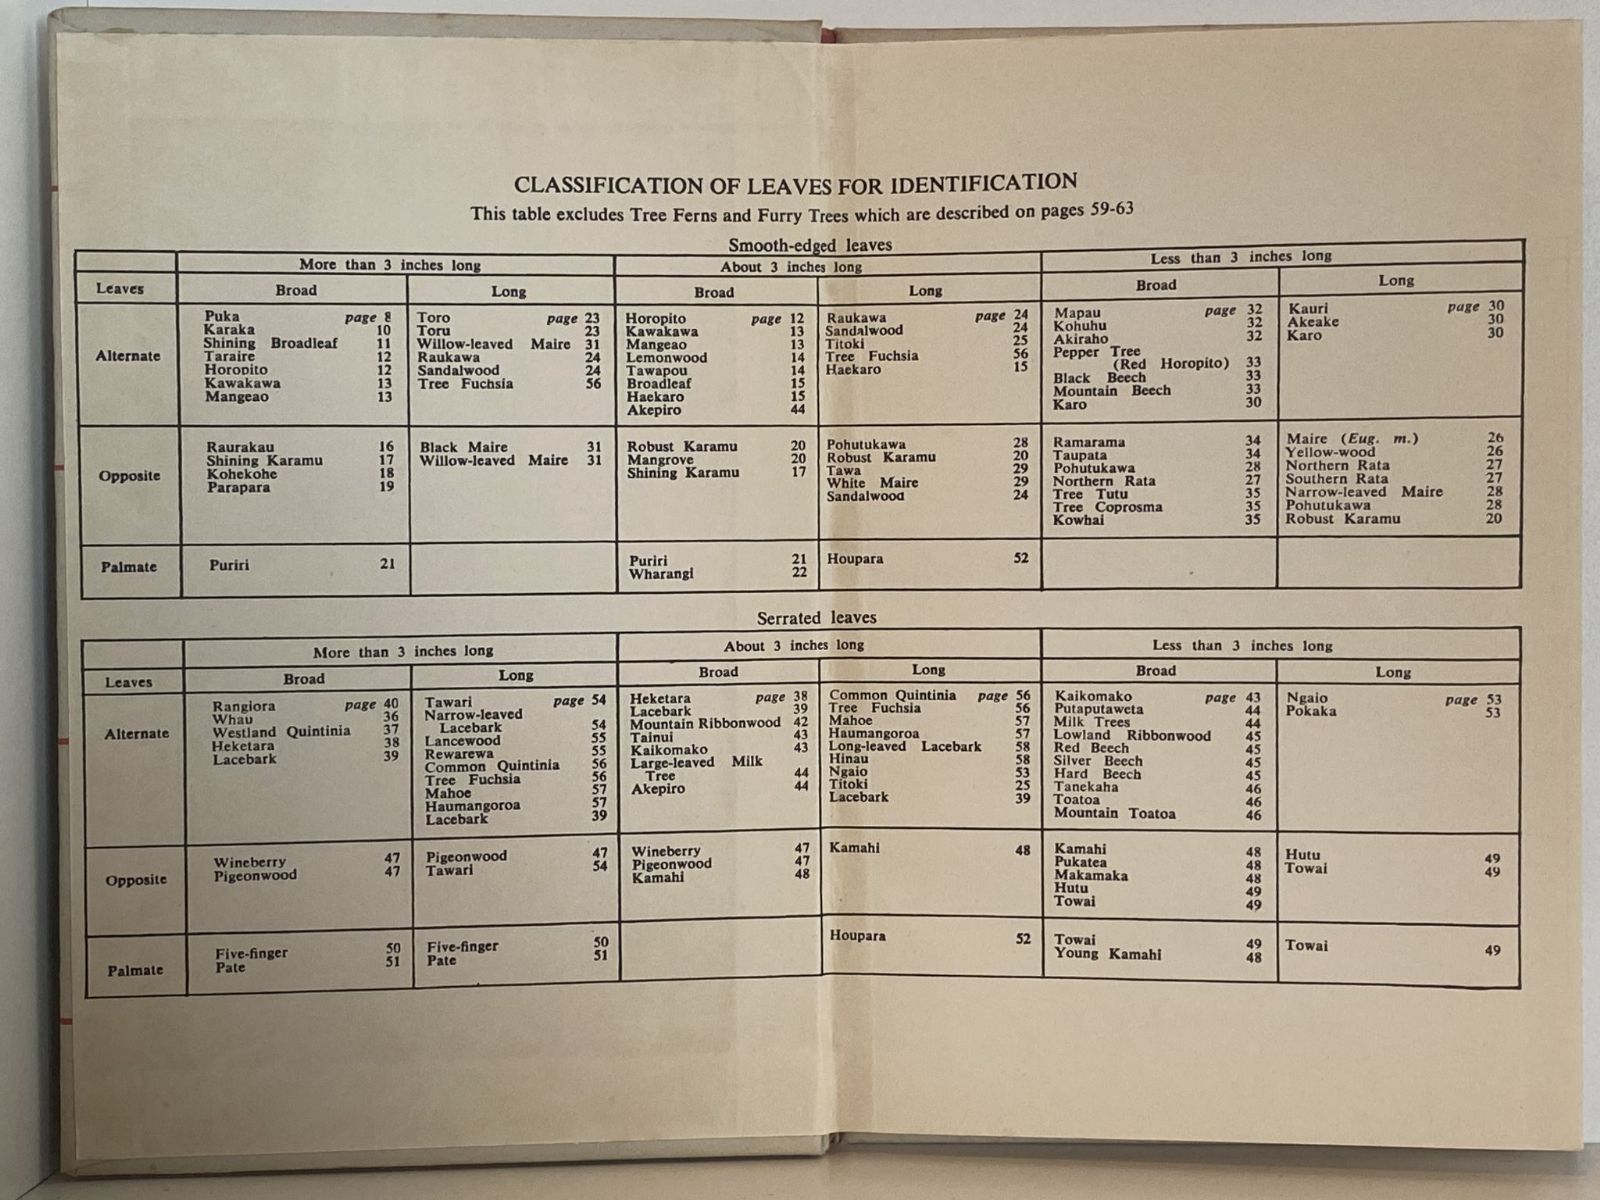 CLASSIFICATION OF LEAVES FOR IDENTIFICATION
This table excludes Tree Ferns and Furry Trees which are described on pages 59-63
Smooth-edged leaves
More than 3 inches long
About 3 inches long
Less than 3 inches long
Leaves
Broad
Long
Broad
Long
Broad
Long
Alternate
Puka page 8
Karaka 10
Shining Broadleaf 11
Taraire 12
Horopito 12
Kawakawa 13
Mangeao 13
Toro page 23
Toru 23
Willow-leaved Maire 31
Raukawa 24
Sandalwood 24
Tree Fuchsia 56
Horopito page 12
Kawakawa 13
Mangeao 13
Lemonwood 14
Tawapou 14
Broadleaf 15
Haekaro 15
Akepiro 44
Raukawa page 24
Sandalwood 24
Titoki 25
Tree Fuchsia 56
Haekaro 15
Mapau page 32
Kohuhu 32
Akiraho 32
Pepper Tree
(Red Horopito) 33
Black Beech 33
Mountain Beech 33
Karo 30
Kauri page 30
Akeake 30
Karo 30
Opposite
Raurakau 16
Shining Karamu 17
Kohekohe 18
Parapara 19
Black Maire 31
Willow-leaved Maire 31
Robust Karamu 20
Mangrove 20
Shining Karamu 17
Pohutukawa 28
Robust Karamu 20
Tawa 29
White Maire 29
Sandalwood 24
Ramarama 34
Taupata 34
Pohutukawa 28
Northern Rata 27
Tree Tutu 35
Tree Coprosma 35
Kowhai 35
Maire (Eug. m.) 26
Yellow-wood 26
Northern Rata 27
Southern Rata 27
Narrow-leaved Maire 28
Pohutukawa 28
Robust Karamu 20
Palmate
Puriri 21
Puriri 21
Wharangi 22
Houpara 52
Serrated leaves
More than 3 inches long
About 3 inches long
Less than 3 inches long
Leaves
Broad
Long
Broad
Long
Broad
Long
Alternate
Rangiora page 40
Whau 36
Westland Quintinia 37
Heketara 38
Lacebark 39
Tawari page 54
Narrow-leaved
Lacebark 54
Lancewood 55
Rewarewa 55
Common Quintinia 56
Tree Fuchsia 56
Mahoe 57
Haumangoroa 57
Lacebark 39
Heketara page 38
Lacebark 39
Mountain Ribbonwood 42
Tainui 43
Kaikomako 43
Large-leaved Milk
Tree 44
Akepiro 44
Common Quintinia page 56
Tree Fuchsia 56
Mahoe 57
Haumangoroa 57
Long-leaved Lacebark 58
Hinau 58
Ngaio 53
Titoki 25
Lacebark 39
Kaikomako page 43
Putaputaweta 44
Milk Trees 44
Lowland Ribbonwood 45
Red Beech 45
Silver Beech 45
Hard Beech 45
Tanekaha 46
Toatoa 46
Mountain Toatoa 46
Ngaio page 53
Pokaka 53
Opposite
Wineberry 47
Pigeonwood 47
Pigeonwood 47
Tawari 54
Wineberry 47
Pigeonwood 47
Kamahi 48
Kamahi 48
Kamahi 48
Pukatea 48
Makamaka 48
Hutu 49
Towai 49
Hutu 49
Towai 49
Palmate
Five-finger 50
Pate 51
Five-finger 50
Pate 51
Houpara 52
Towai 49
Young Kamahi 48
Towai 49